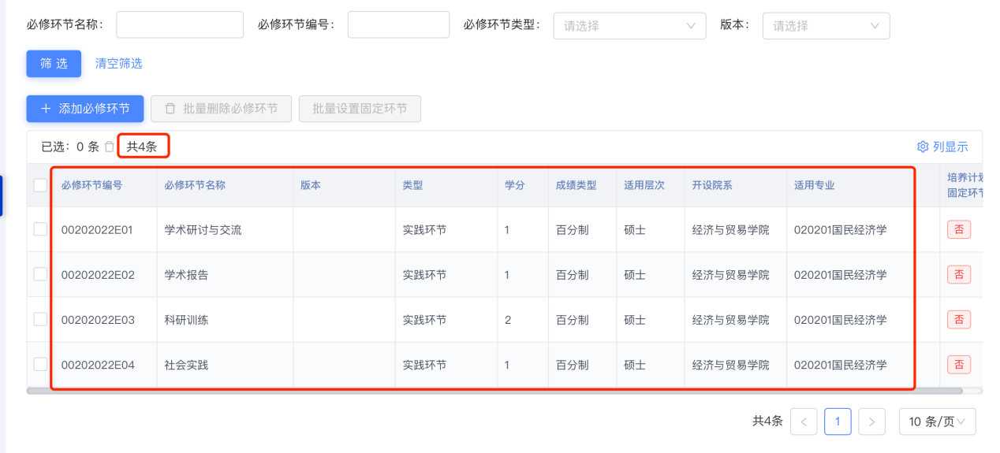 必修环节名称: 必修环节编号: 必修环节类型: 请选择 版本: 请选择
筛 选 清空筛选
添加必修环节 批量删除必修环节 批量设置固定环节
已选: 0 条 共4条 列显示
必修环节编号 必修环节名称 版本 类型 学分 成绩类型 适用层次 开设院系 适用专业 培养计划
固定环节
00202022E01 学术研讨与交流 实践环节 1 百分制 硕士 经济与贸易学院 020201国民经济学 否
00202022E02 学术报告 实践环节 1 百分制 硕士 经济与贸易学院 020201国民经济学 否
00202022E03 科研训练 实践环节 2 百分制 硕士 经济与贸易学院 020201国民经济学 否
00202022E04 社会实践 实践环节 1 百分制 硕士 经济与贸易学院 020201国民经济学 否
共4条 < 1 > 10 条/页